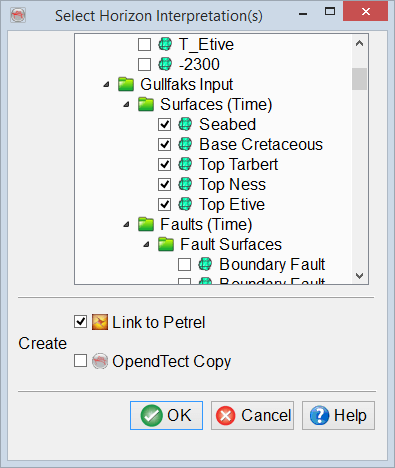 Select Horizon Interpretation(s)
T_Etive
-2300
Gullfaks Input
Surfaces (Time)
Seabed
Base Cretaceous
Top Tarbert
Top Ness
Top Etive
Faults (Time)
Fault Surfaces
Boundary Fault
Boundary Fault
Link to Petrel
Create
OpendTect Copy
OK Cancel Help